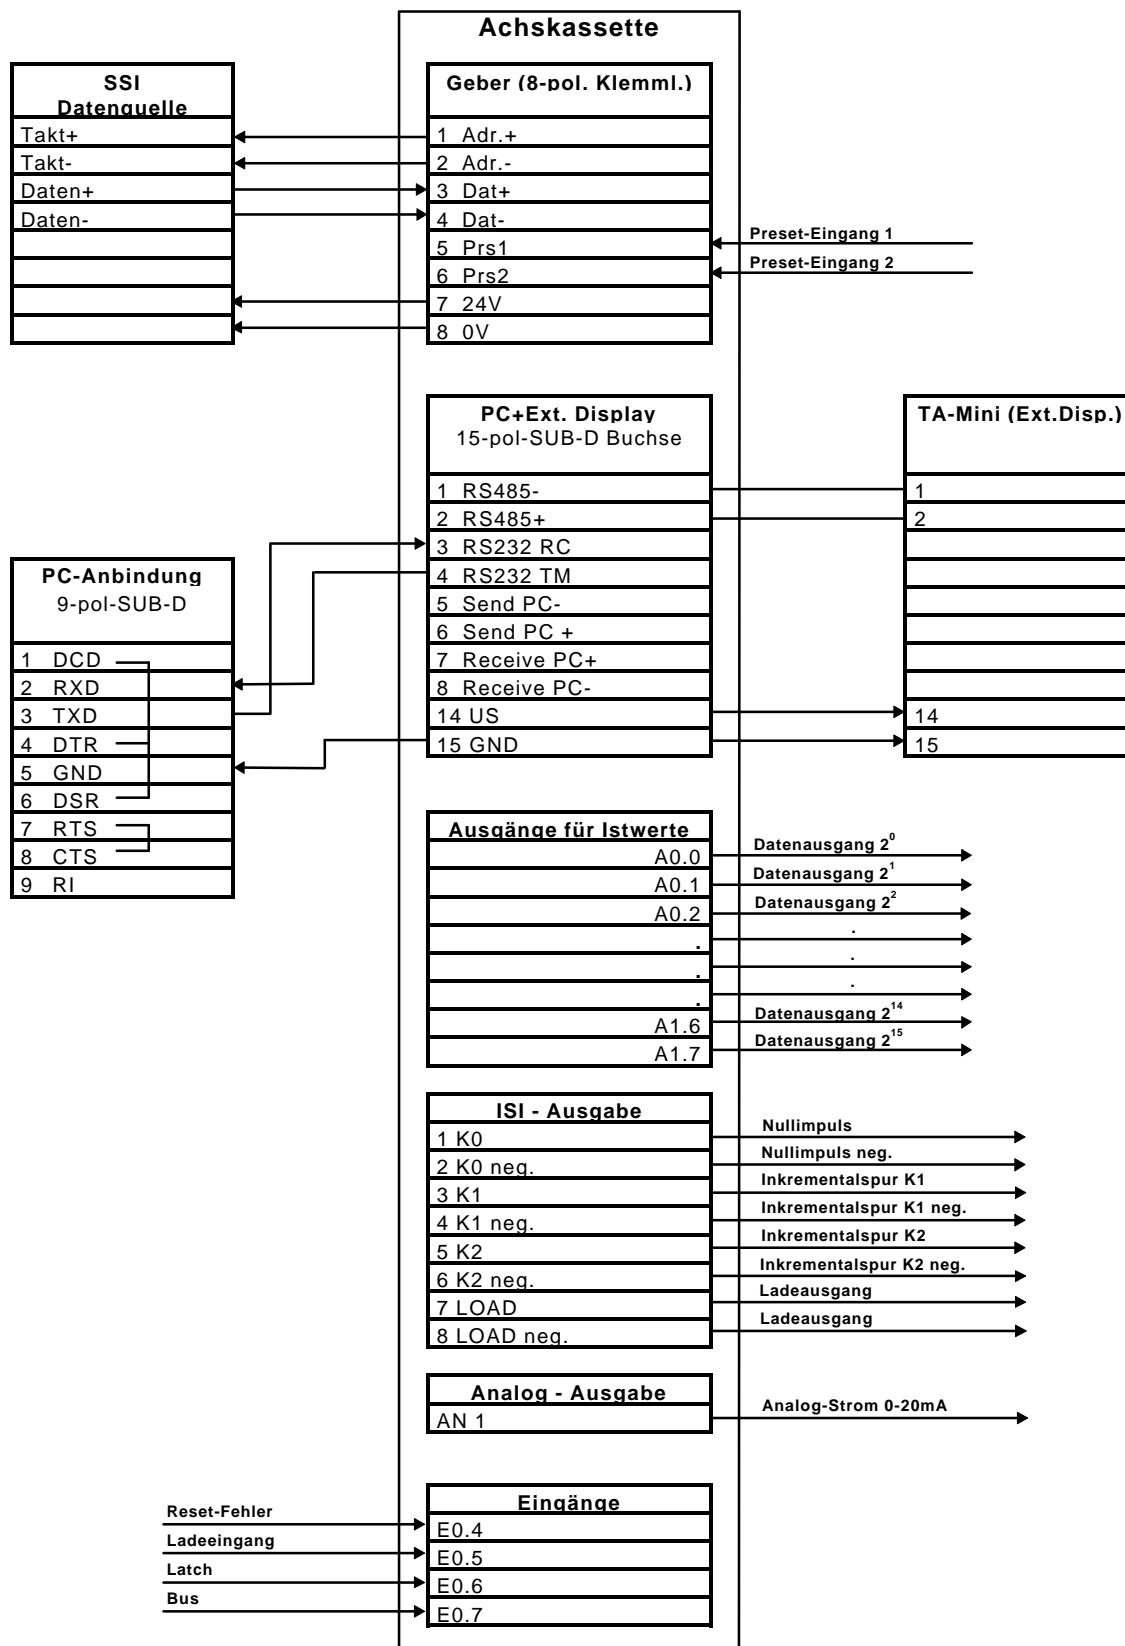 Achskassette
SSI
Datenquelle
Takt+
Takt-
Daten+
Daten-
Geber (8-pol. Klemml.)
1 Adr.+
2 Adr.-
3 Dat+
4 Dat-
5 Prs1
6 Prs2
7 24V
8 0V
Preset-Eingang 1
Preset-Eingang 2
PC+Ext. Display
15-pol-SUB-D Buchse
1 RS485-
2 RS485+
3 RS232 RC
4 RS232 TM
5 Send PC-
6 Send PC +
7 Receive PC+
8 Receive PC-
14 US
15 GND
TA-Mini (Ext.Disp.)
1
2
14
15
PC-Anbindung
9-pol-SUB-D
1 DCD
2 RXD
3 TXD
4 DTR
5 GND
6 DSR
7 RTS
8 CTS
9 RI
Ausgänge für Istwerte
A0.0
A0.1
A0.2
.
.
.
A1.6
A1.7
Datenausgang 2⁰
Datenausgang 2¹
Datenausgang 2²
.
.
.
Datenausgang 2¹⁴
Datenausgang 2¹⁵
ISI - Ausgabe
1 K0
2 K0 neg.
3 K1
4 K1 neg.
5 K2
6 K2 neg.
7 LOAD
8 LOAD neg.
Nullimpuls
Nullimpuls neg.
Inkrementalspur K1
Inkrementalspur K1 neg.
Inkrementalspur K2
Inkrementalspur K2 neg.
Ladeausgang
Ladeausgang
Analog - Ausgabe
AN 1
Analog-Strom 0-20mA
Reset-Fehler
Ladeeingang
Latch
Bus
Eingänge
E0.4
E0.5
E0.6
E0.7